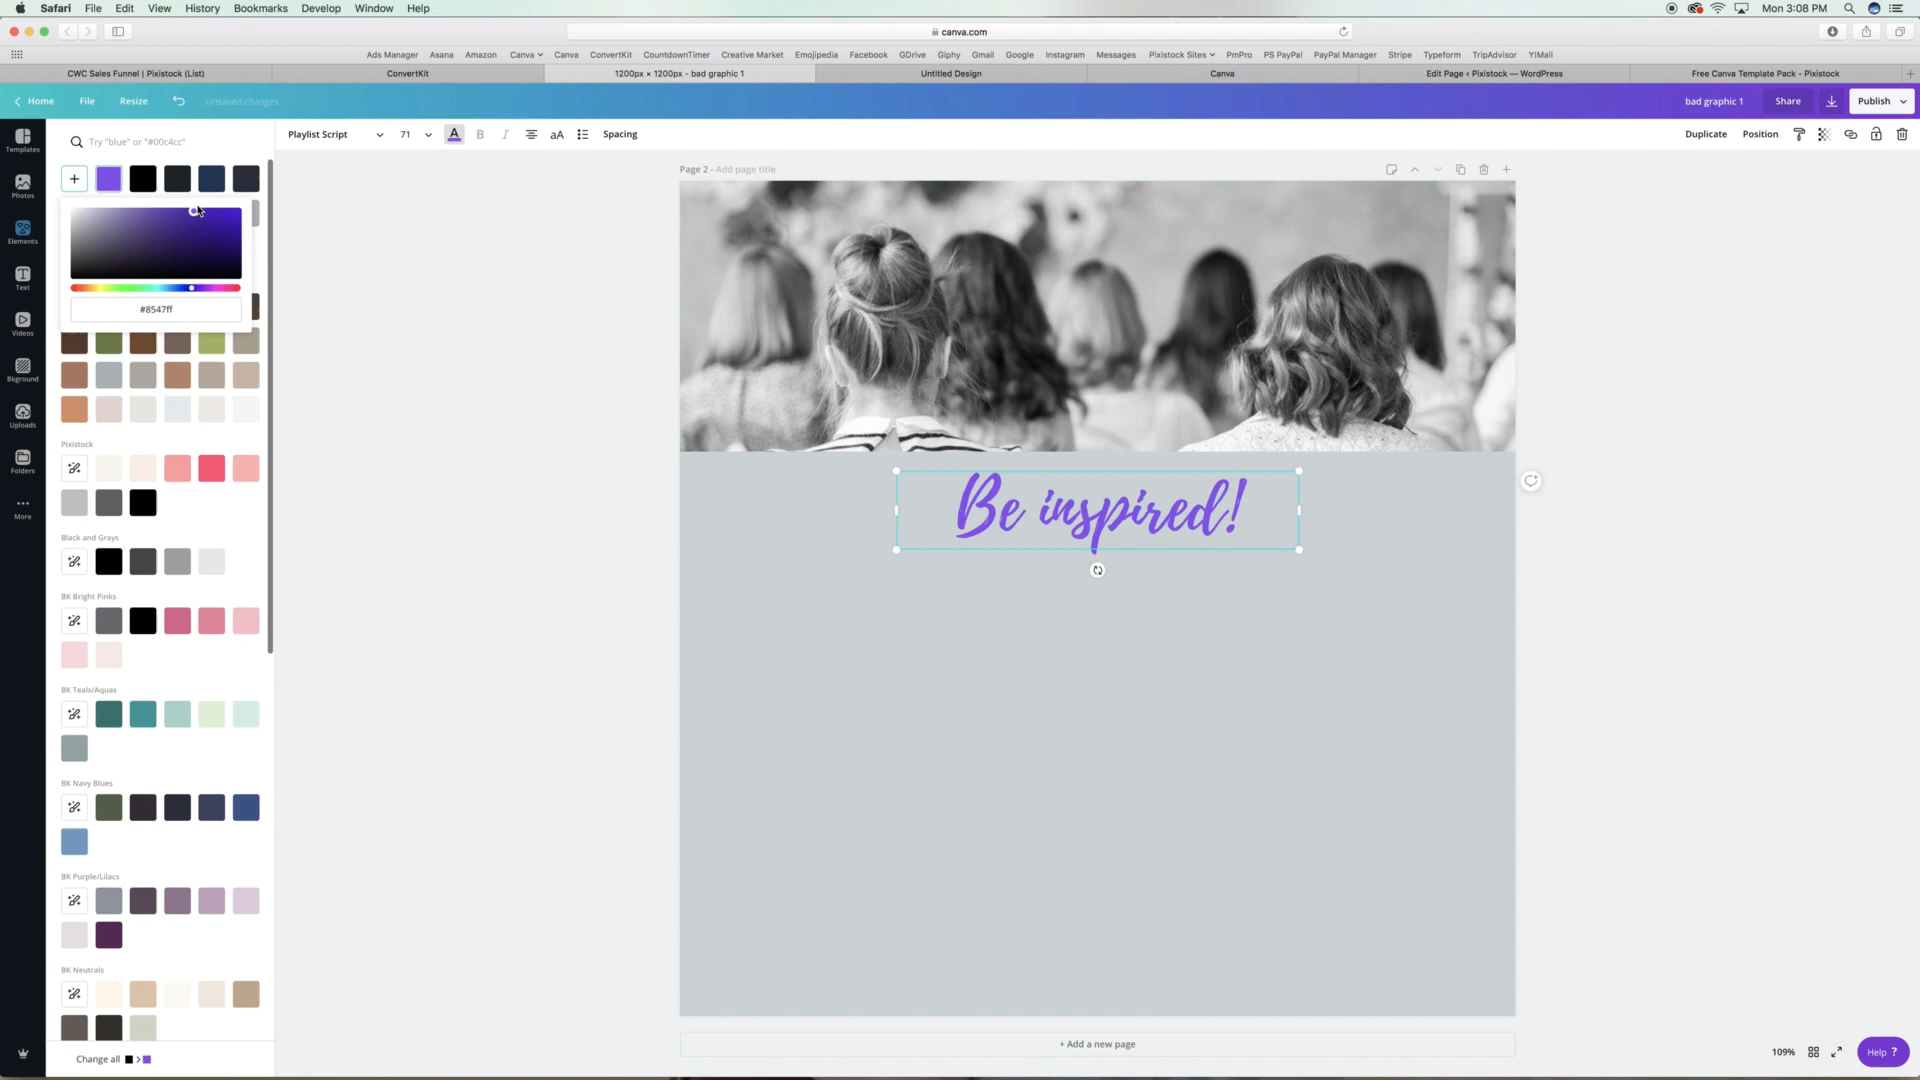 Safari File Edit View History Bookmarks Develop Window Help Mon 3:08 PM
canva.com
Ads Manager Asana Amazon Canva Canva ConvertKit CountdownTimer Creative Market Emojipedia Facebook GDrive Giphy Gmail Google Instagram Messages Pixistock Sites PmPro PS PayPal PayPal Manager Stripe Typeform TripAdvisor Y!Mail
CWC Sales Funnel | Pixistock (List) ConvertKit 1200px × 1200px - bad graphic 1 Untitled Design Canva Edit Page ‹ Pixistock — WordPress Free Canva Template Pack - Pixistock
Home File Resize Unsaved changes bad graphic 1 Share Publish
Templates
Photos
Elements
Text
Videos
Bkground
Uploads
Folders
More
Try "blue" or "#00c4cc"
#8547ff
Pixistock
Black and Grays
BK Bright Pinks
BK Teals/Aquas
BK Navy Blues
BK Purple/Lilacs
BK Neutrals
Change all
Playlist Script 71 A B I aA Spacing Duplicate Position
Page 2 - Add page title
Be inspired!
+ Add a new page
109% Help ?